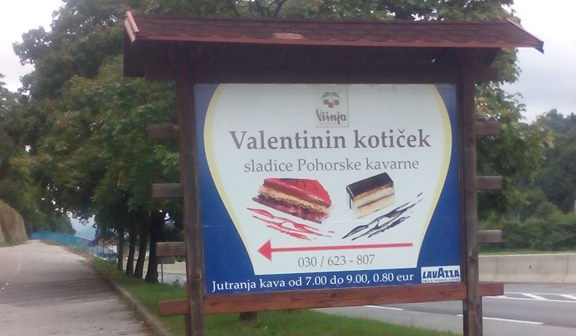 Višnja
Valentinin kotiček
sladice Pohorske kavarne
030 / 623 - 807
Jutranja kava od 7.00 do 9.00, 0.80 eur
LAVAZZA